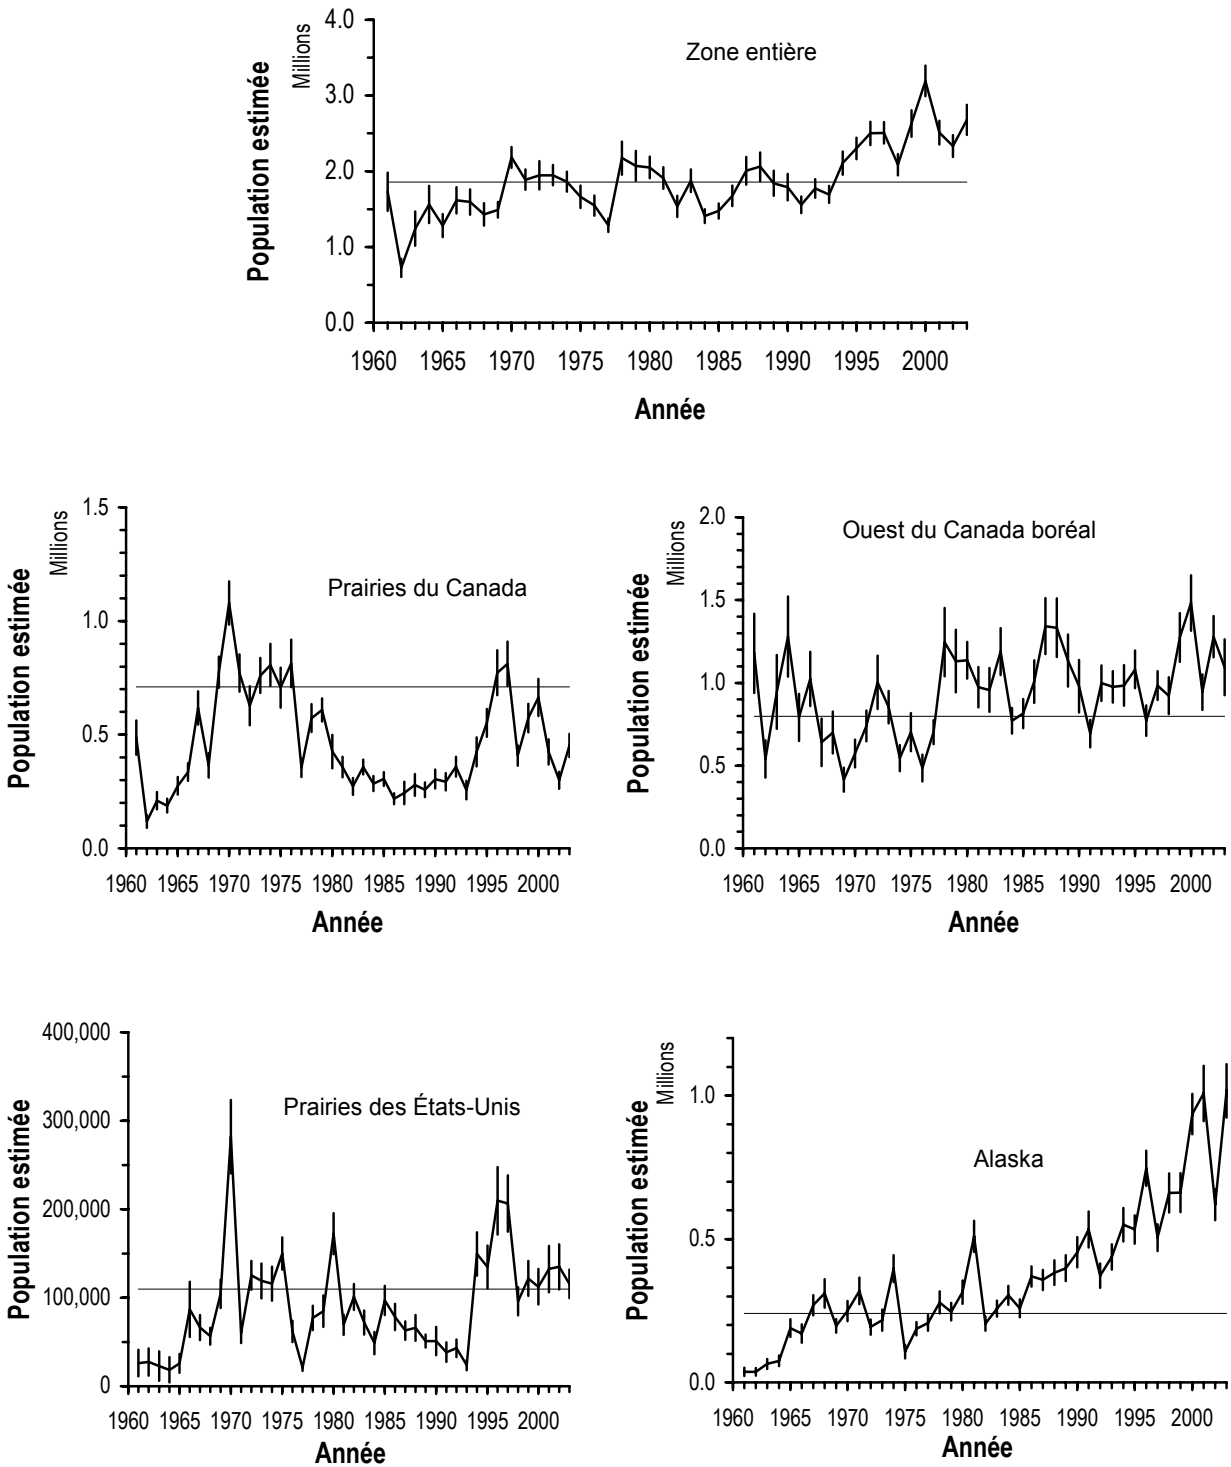 Zone entière
Population estimée
Millions
4.0
3.0
2.0
1.0
0.0
1960 1965 1970 1975 1980 1985 1990 1995 2000
Année
Prairies du Canada
Population estimée
Millions
1.5
1.0
0.5
0.0
1960 1965 1970 1975 1980 1985 1990 1995 2000
Année
Ouest du Canada boréal
Population estimée
Millions
2.0
1.5
1.0
0.5
0.0
1960 1965 1970 1975 1980 1985 1990 1995 2000
Année
Prairies des États-Unis
Population estimée
400,000
300,000
200,000
100,000
0
1960 1965 1970 1975 1980 1985 1990 1995 2000
Année
Alaska
Population estimée
Millions
1.0
0.5
0.0
1960 1965 1970 1975 1980 1985 1990 1995 2000
Année